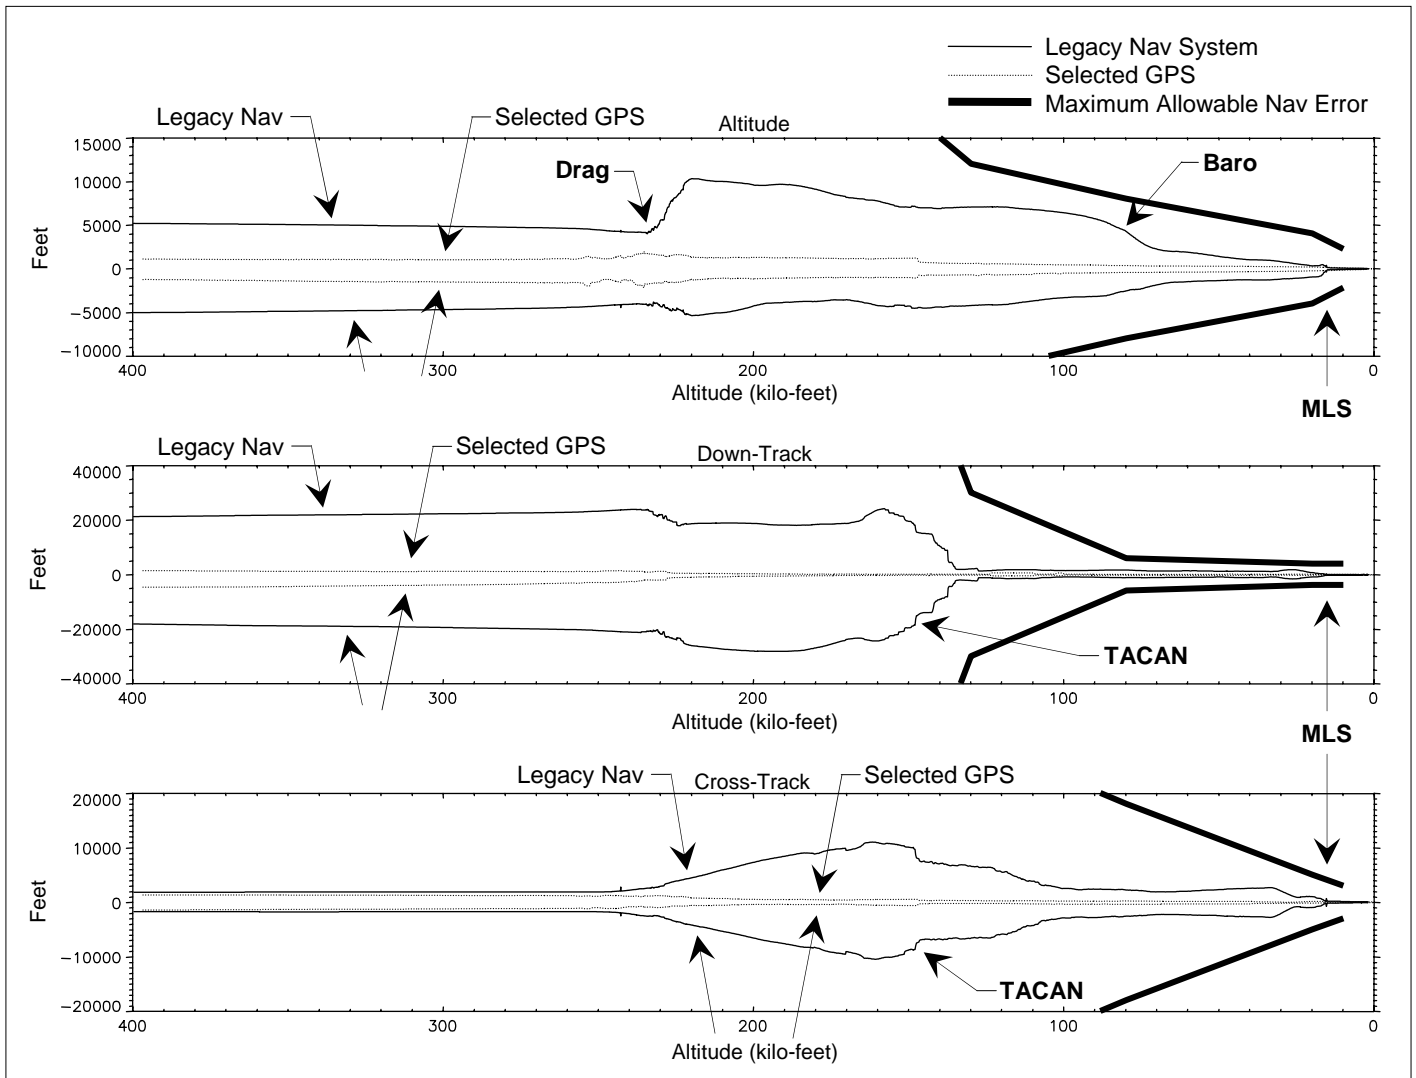 Legacy Nav System
Selected GPS
Maximum Allowable Nav Error
Legacy Nav
Selected GPS
Altitude
Drag
Baro
15000
10000
5000
0
−5000
−10000
Feet
400
300
200
100
0
Altitude (kilo-feet)
MLS
Legacy Nav
Selected GPS
Down-Track
40000
20000
0
−20000
−40000
Feet
TACAN
400
300
200
100
0
Altitude (kilo-feet)
MLS
Legacy Nav
Selected GPS
Cross-Track
20000
10000
0
−10000
−20000
Feet
TACAN
400
300
200
100
0
Altitude (kilo-feet)